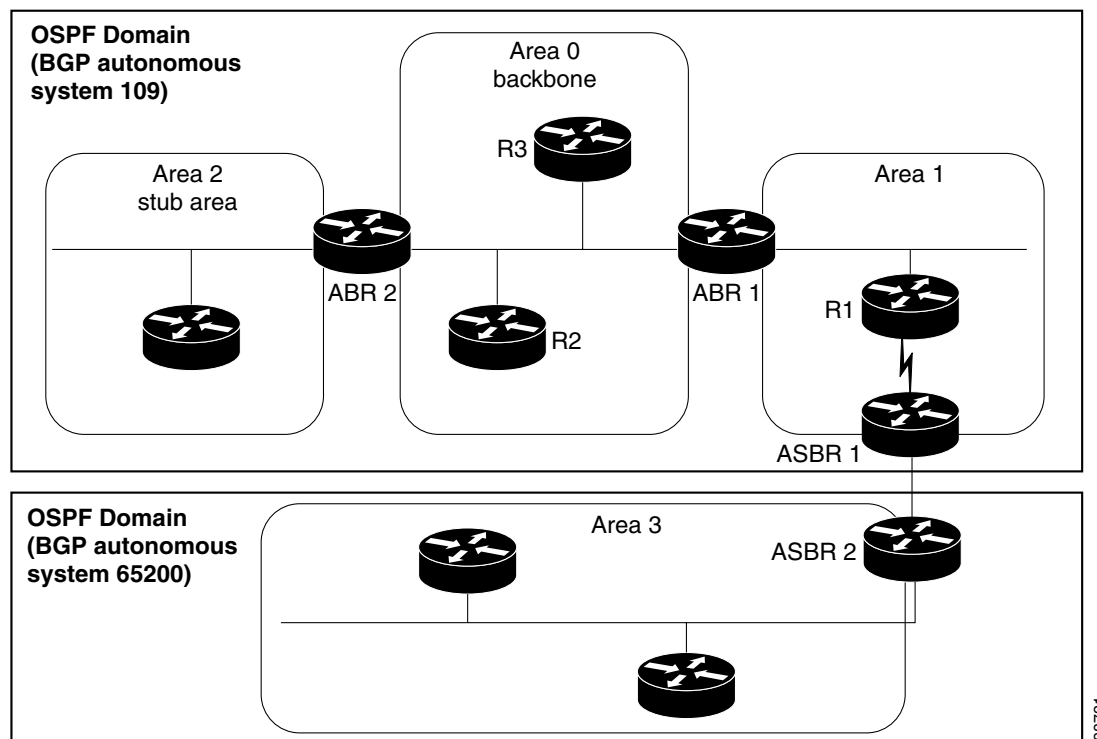 OSPF Domain
(BGP autonomous
system 109)
Area 0
backbone
R3
Area 2
stub area
Area 1
ABR 2
ABR 1
R1
R2
ASBR 1
OSPF Domain
(BGP autonomous
system 65200)
Area 3
ASBR 2